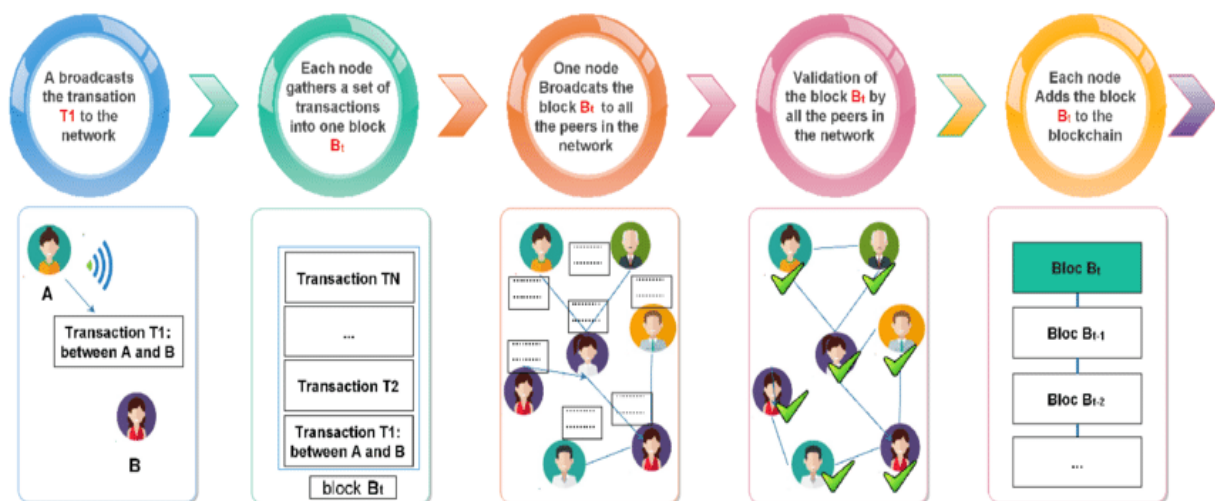 A broadcasts
the transation
T1 to the
network
Each node
gathers a set of
transactions
into one block
Bt
One node
Broadcats the
block Bt to all
the peers in the
network
Validation of
the block Bt by
all the peers in
the network
Each node
Adds the block
Bt to the
blockchain
A
Transaction T1:
between A and B
B
Transaction TN
...
Transaction T2
Transaction T1:
between A and B
block Bt
Bloc Bt
Bloc Bt-1
Bloc Bt-2
...